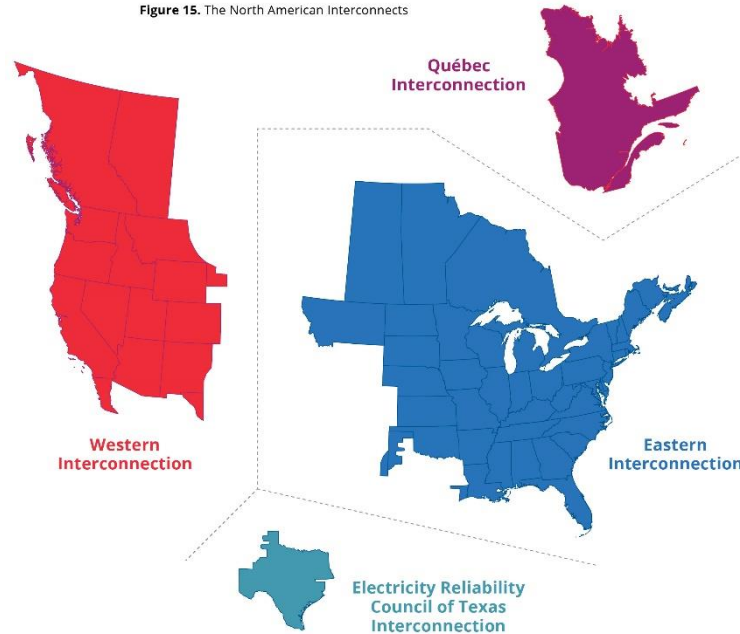 Figure 15. The North American Interconnects
Québec
Interconnection
Western
Interconnection
Eastern
Interconnection
Electricity Reliability
Council of Texas
Interconnection